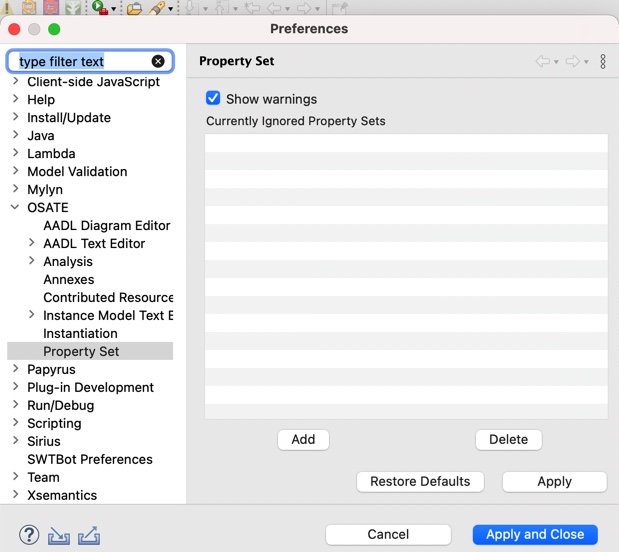 Preferences
type filter text
Client-side JavaScript
Help
Install/Update
Java
Lambda
Model Validation
Mylyn
OSATE
AADL Diagram Editor
AADL Text Editor
Analysis
Annexes
Contributed Resource
Instance Model Text E
Instantiation
Property Set
Papyrus
Plug-in Development
Run/Debug
Scripting
Sirius
SWTBot Preferences
Team
Xsemantics
Property Set
Show warnings
Currently Ignored Property Sets
Add
Delete
Restore Defaults
Apply
?
Cancel
Apply and Close